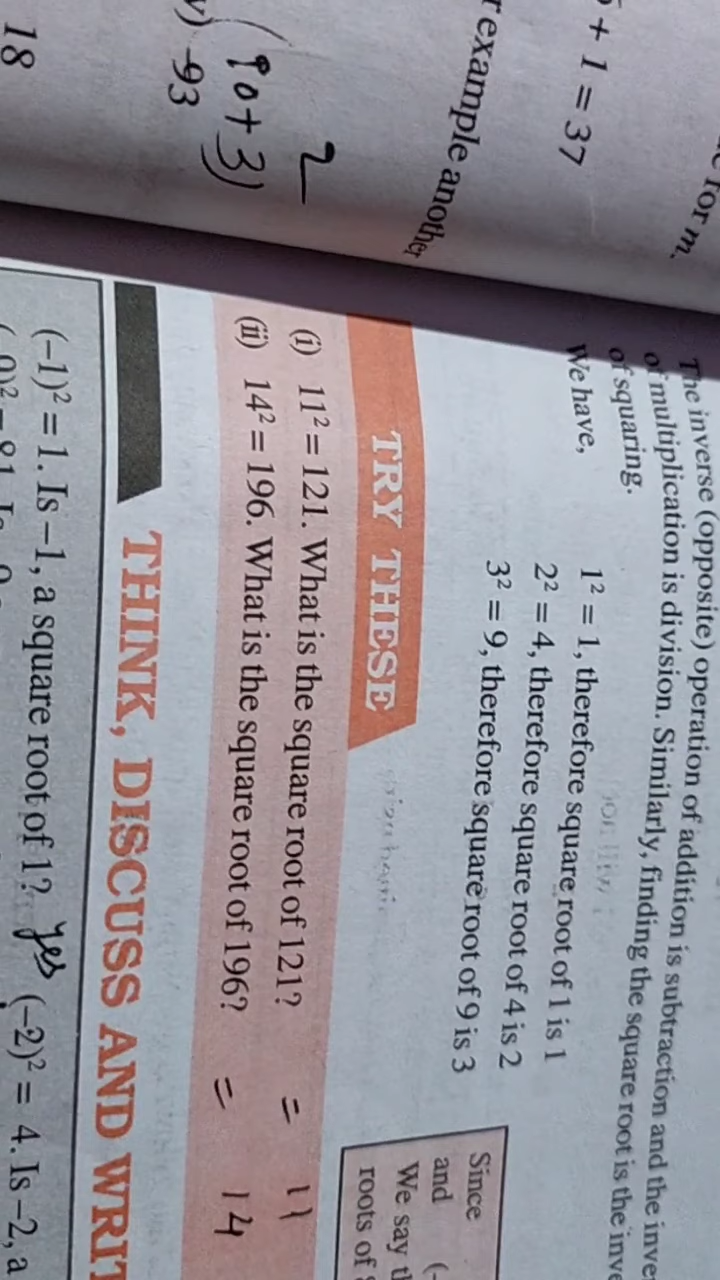 + 1 = 37
r example another
for m.
2
(90+3)
93
18
The inverse (opposite) operation of addition is subtraction and the inve
of multiplication is division. Similarly, finding the square root is the inve
of squaring.
We have,
1² = 1, therefore square root of 1 is 1
2² = 4, therefore square root of 4 is 2
3² = 9, therefore square root of 9 is 3
Since
and (-
We say th
roots of
TRY THESE
(i) 11² = 121. What is the square root of 121? = 11
(ii) 14² = 196. What is the square root of 196? = 14
THINK, DISCUSS AND WRIT
(–1)² = 1. Is –1, a square root of 1? yes (–2)² = 4. Is –2, a